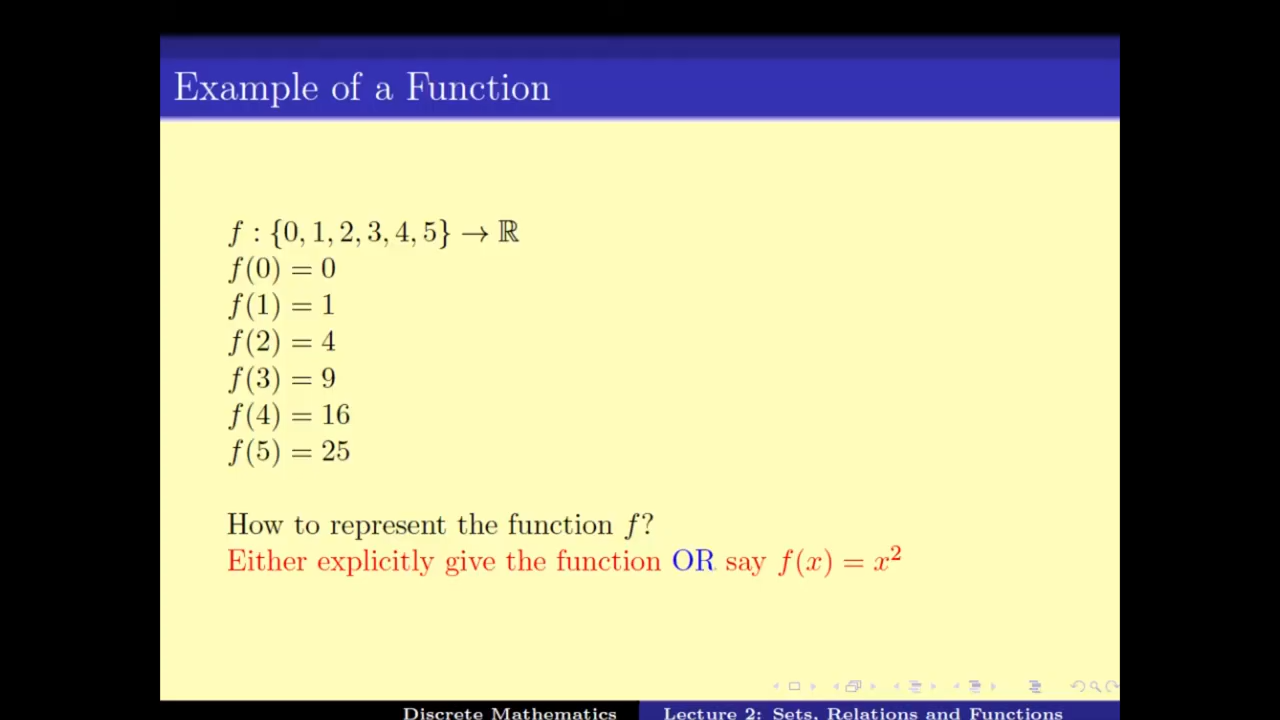 Example of a Function
f : {0, 1, 2, 3, 4, 5} → ℝ
f(0) = 0
f(1) = 1
f(2) = 4
f(3) = 9
f(4) = 16
f(5) = 25
How to represent the function f?
Either explicitly give the function OR say f(x) = x²
Discrete Mathematics
Lecture 2: Sets, Relations and Functions